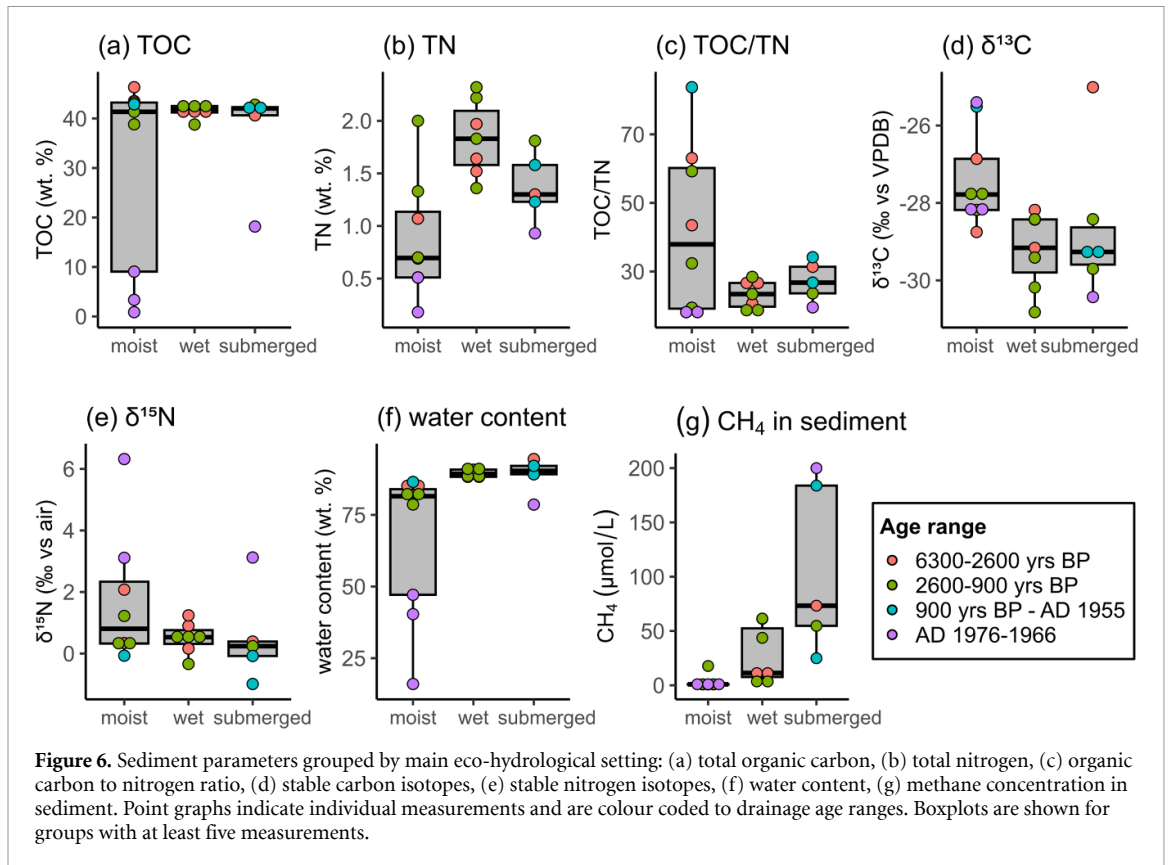 (a) TOC
TOC (wt. %)
40
30
20
10
0
moist wet submerged
(b) TN
TN (wt. %)
2.0
1.5
1.0
0.5
moist wet submerged
(c) TOC/TN
TOC/TN
70
50
30
moist wet submerged
(d) δ¹³C
δ¹³C (‰ vs VPDB)
-26
-28
-30
moist wet submerged
(e) δ¹⁵N
δ¹⁵N (‰ vs air)
6
4
2
0
moist wet submerged
(f) water content
water content (wt. %)
75
50
25
moist wet submerged
(g) CH₄ in sediment
CH₄ (µmol/L)
200
150
100
50
0
moist wet submerged
Age range
6300-2600 yrs BP
2600-900 yrs BP
900 yrs BP - AD 1955
AD 1976-1966
Figure 6. Sediment parameters grouped by main eco-hydrological setting: (a) total organic carbon, (b) total nitrogen, (c) organic
carbon to nitrogen ratio, (d) stable carbon isotopes, (e) stable nitrogen isotopes, (f) water content, (g) methane concentration in
sediment. Point graphs indicate individual measurements and are colour coded to drainage age ranges. Boxplots are shown for
groups with at least five measurements.